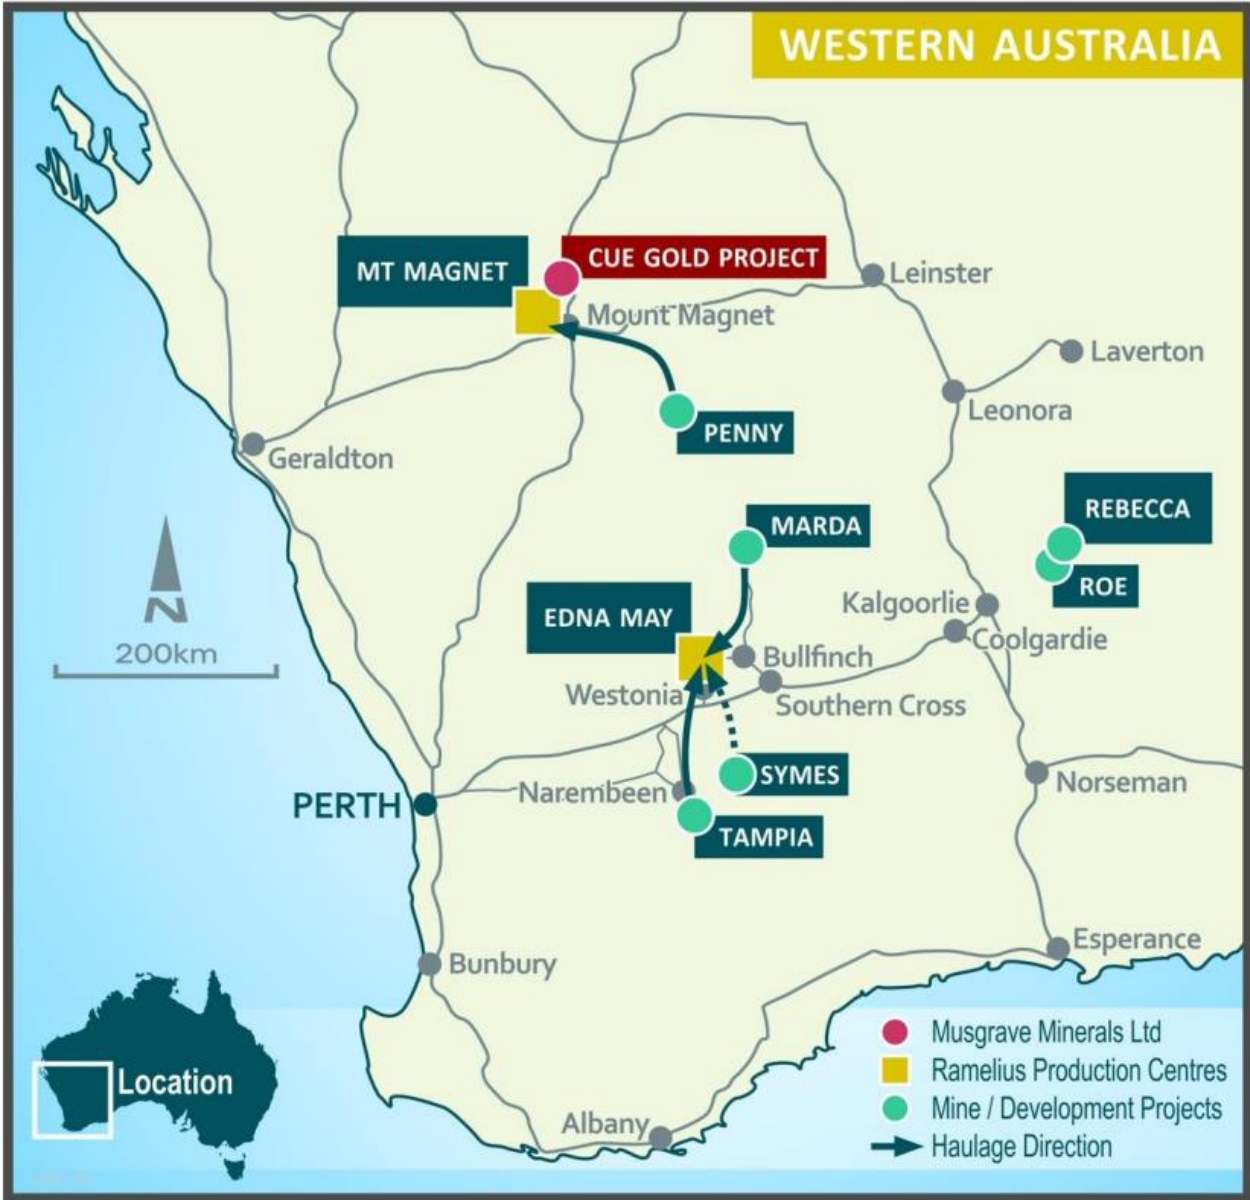 WESTERN AUSTRALIA
MT MAGNET
CUE GOLD PROJECT
Leinster
Mount Magnet
Laverton
Leonora
PENNY
Geraldton
REBECCA
MARDA
ROE
EDNA MAY
Kalgoorlie
N
Coolgardie
200km
Bullfinch
Westonia
Southern Cross
SYMES
Norseman
Narembeen
PERTH
TAMPIA
Esperance
Bunbury
Musgrave Minerals Ltd
Ramelius Production Centres
Location
Mine / Development Projects
Albany
Haulage Direction